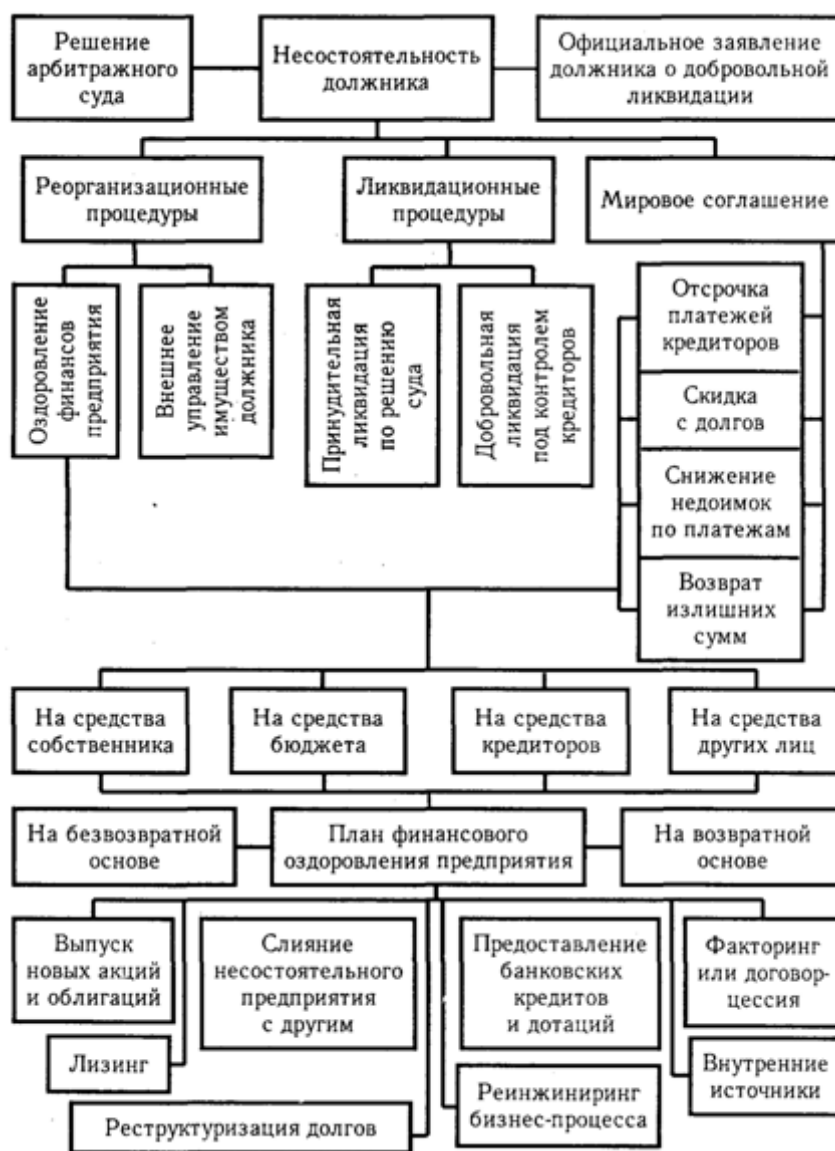 Решение
арбитражного
суда
Несостоятельность
должника
Официальное заявление
должника о добровольной
ликвидации
Реорганизационные
процедуры
Ликвидационные
процедуры
Мировое соглашение
Оздоровление
финансов
предприятия
Внешнее
управление
имуществом
должника
Принудительная
ликвидация
по решению
суда
Добровольная
ликвидация
под контролем
кредиторов
Отсрочка
платежей
кредиторов
Скидка
с долгов
Снижение
недоимок
по платежам
Возврат
излишних
сумм
На средства
собственника
На средства
бюджета
На средства
кредиторов
На средства
других лиц
На безвозвратной
основе
План финансового
оздоровления предприятия
На возвратной
основе
Выпуск
новых акций
и облигаций
Слияние
несостоятельного
предприятия
с другим
Предоставление
банковских
кредитов
и дотаций
Факторинг
или договор-
цессия
Лизинг
Внутренние
источники
Реинжиниринг
бизнес-процесса
Реструктуризация долгов